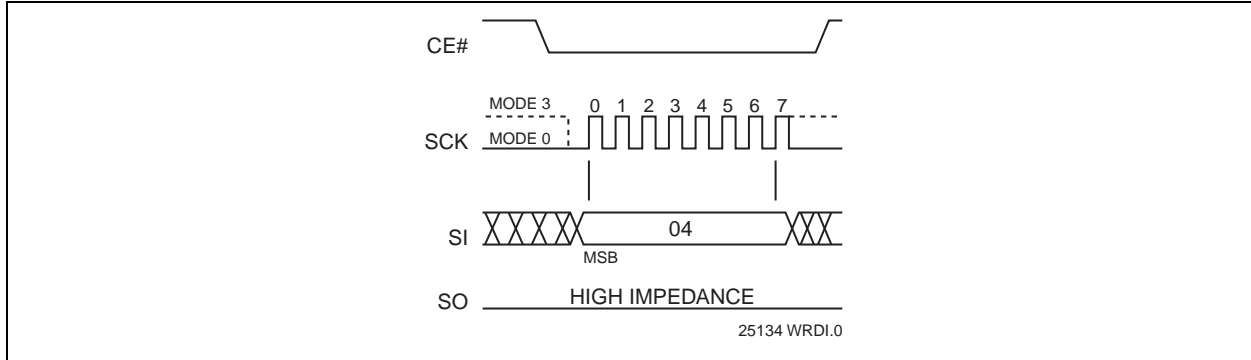 CE#
MODE 3
0 1 2 3 4 5 6 7
SCK
MODE 0
SI
04
MSB
SO
HIGH IMPEDANCE
25134 WRDI.0